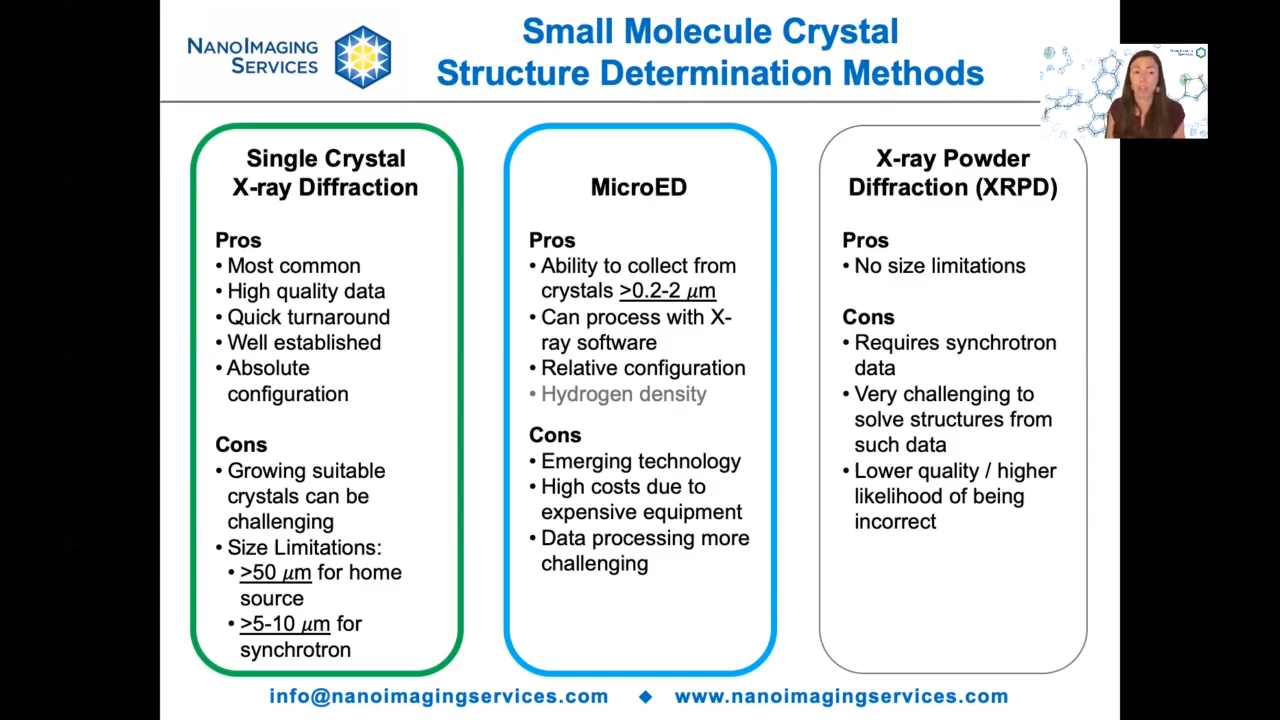 NANOIMAGING
SERVICES
Small Molecule Crystal
Structure Determination Methods
Single Crystal
X-ray Diffraction
Pros
• Most common
• High quality data
• Quick turnaround
• Well established
• Absolute
configuration
Cons
• Growing suitable
crystals can be
challenging
• Size Limitations:
• >50 μm for home
source
• >5-10 μm for
synchrotron
MicroED
Pros
• Ability to collect from
crystals >0.2-2 μm
• Can process with X-
ray software
• Relative configuration
• Hydrogen density
Cons
• Emerging technology
• High costs due to
expensive equipment
• Data processing more
challenging
X-ray Powder
Diffraction (XRPD)
Pros
• No size limitations
Cons
• Requires synchrotron
data
• Very challenging to
solve structures from
such data
• Lower quality / higher
likelihood of being
incorrect
info@nanoimagingservices.com ◆ www.nanoimagingservices.com